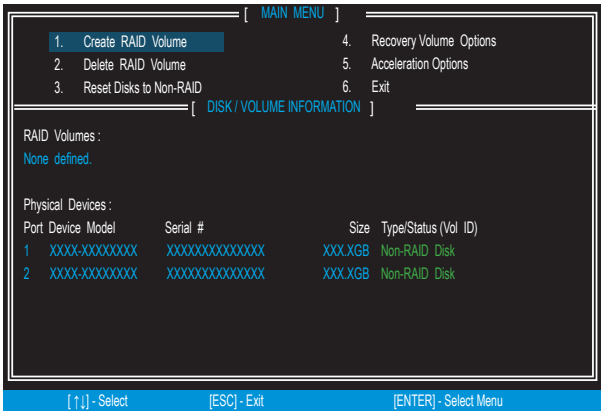 [ MAIN MENU ]
1. Create RAID Volume 4. Recovery Volume Options
2. Delete RAID Volume 5. Acceleration Options
3. Reset Disks to Non-RAID 6. Exit
[ DISK / VOLUME INFORMATION ]
RAID Volumes :
None defined.
Physical Devices :
Port Device Model Serial # Size Type/Status (Vol ID)
1 XXXX-XXXXXXXX XXXXXXXXXXXXXX XXX.XGB Non-RAID Disk
2 XXXX-XXXXXXXX XXXXXXXXXXXXXX XXX.XGB Non-RAID Disk
[ ↑↓] - Select [ESC] - Exit [ENTER] - Select Menu